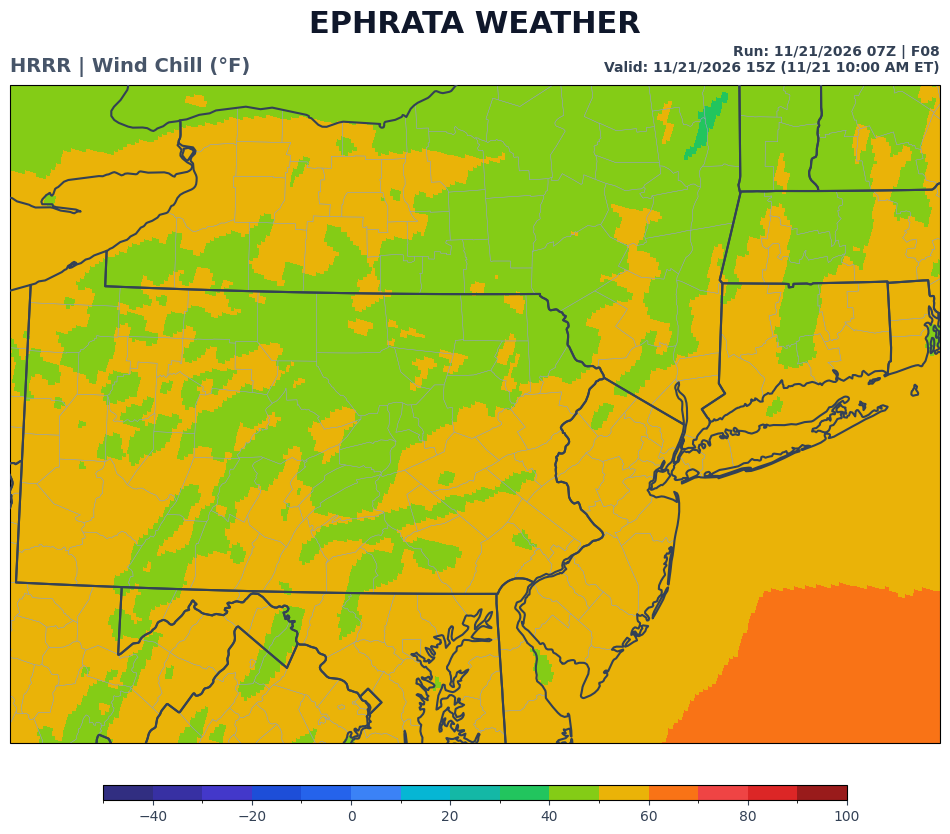 EPHRATA WEATHER
HRRR | Wind Chill (°F)
Run: 11/21/2026 07Z | F08
Valid: 11/21/2026 15Z (11/21 10:00 AM ET)
−40 −20 0 20 40 60 80 100